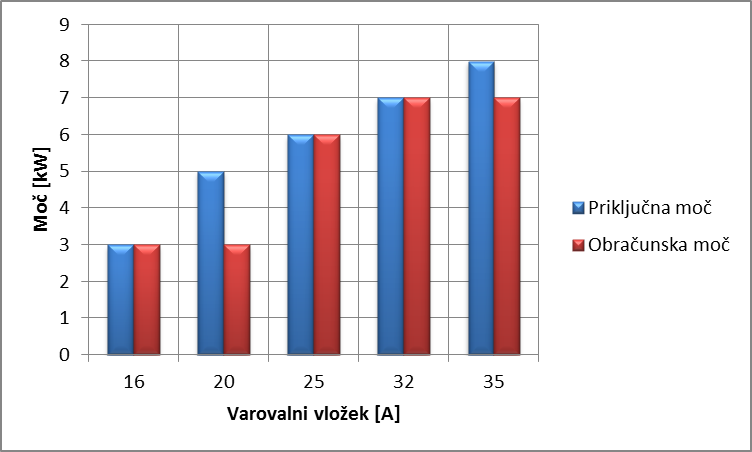 9
8
7
6
5
4
3
2
1
0
Moč [kW]
16 20 25 32 35
Varovalni vložek [A]
Priključna moč
Obračunska moč